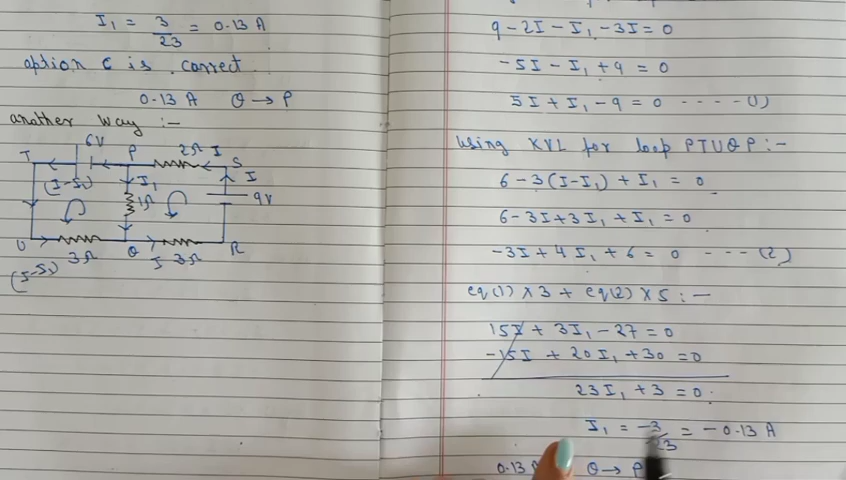 I₁ = 3/23 = 0.13 A
option C is correct.
0.13 A Q → P
another way :-
6V
T P 2Ω I S
(I-I₁) I₁ I
1Ω 9V
U 3Ω Q I 3Ω R
(I-I₁)
9 - 2I - I₁ - 3I = 0
-5I - I₁ + 9 = 0
5I + I₁ - 9 = 0 ---- (1)
Using KVL for loop PTUQP :-
6 - 3(I - I₁) + I₁ = 0
6 - 3I + 3I₁ + I₁ = 0
-3I + 4I₁ + 6 = 0 --- (2)
eq(1) × 3 + eq(2) × 5 :-
15I + 3I₁ - 27 = 0
-15I + 20I₁ + 30 = 0
23I₁ + 3 = 0
I₁ = -3/23 = -0.13 A
0.13 Q → P